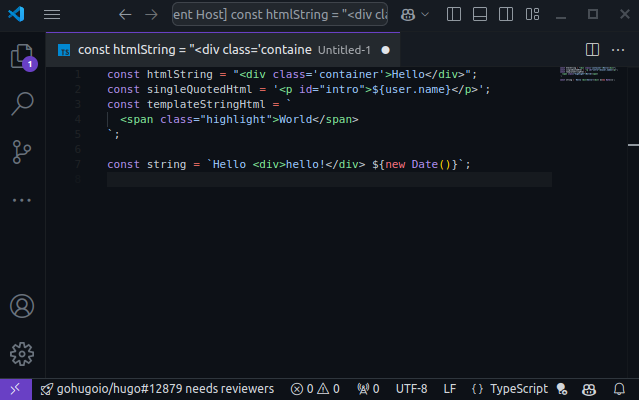 ent Host] const htmlString = "<div cla
const htmlString = "<div class='containe Untitled-1
1
1 const htmlString = "<div class='container'>Hello</div>";
2 const singleQuotedHtml = '<p id="intro">${user.name}</p>';
3 const templateStringHtml = `
4 <span class="highlight">World</span>
5 `;
6
7 const string = `Hello <div>hello!</div> ${new Date()}`;
8
gohugoio/hugo#12879 needs reviewers 0 0 0 UTF-8 LF {} TypeScript